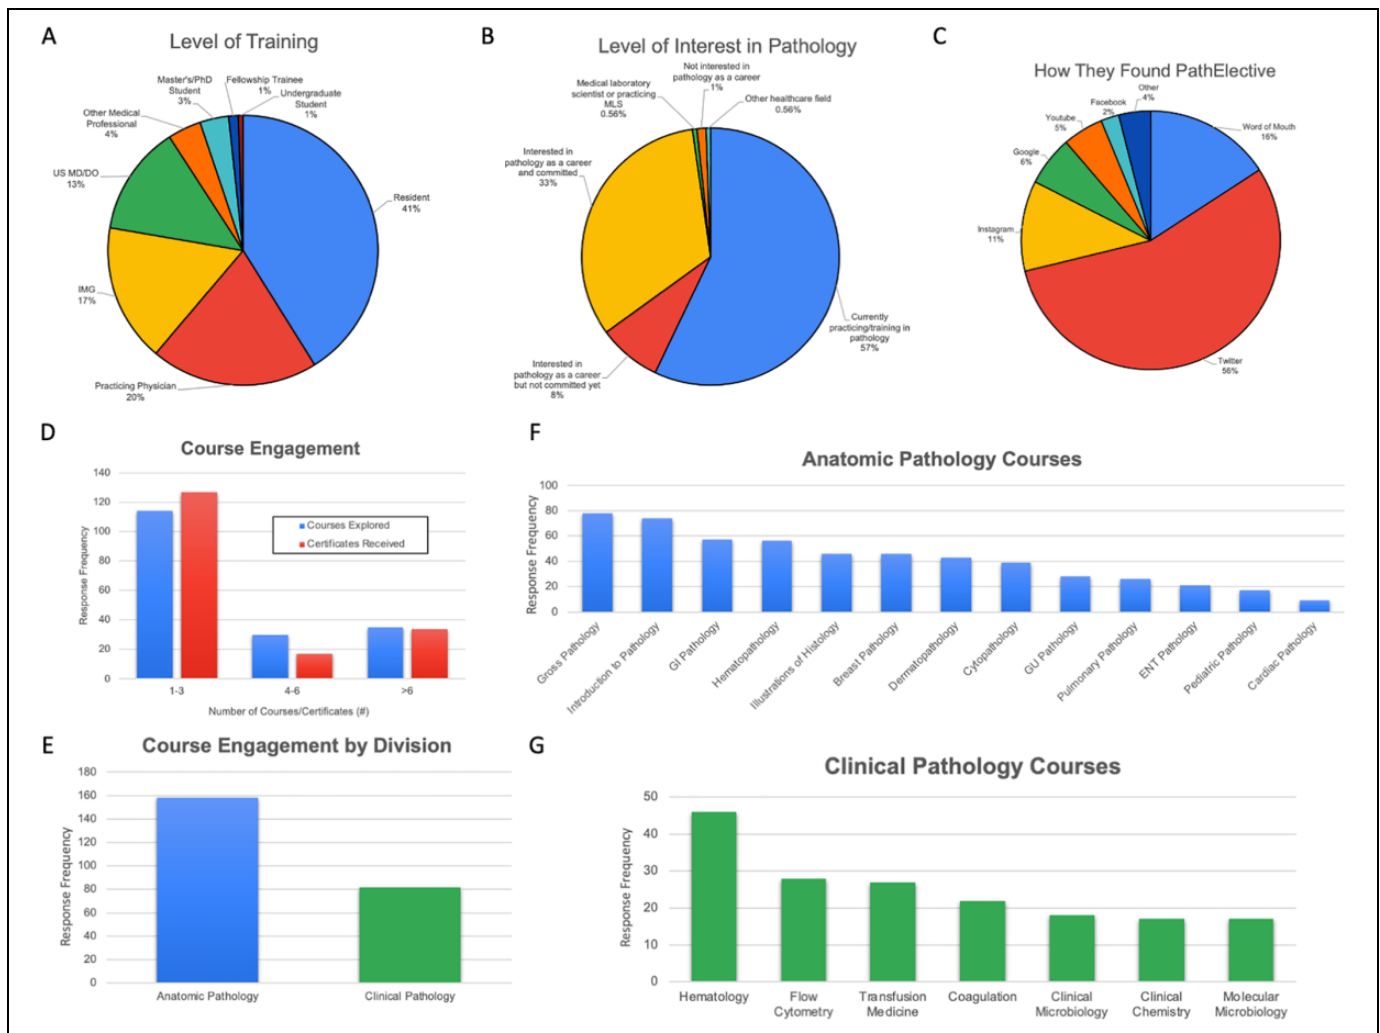 A
Level of Training
Master's/PhD
Student
3%
Fellowship Trainee
1%
Undergraduate
Student
1%
Other Medical
Professional
4%
US MD/DO
13%
Resident
41%
IMG
17%
Practicing Physician
20%
B
Level of Interest in Pathology
Not interested in
pathology as a career
1%
Medical laboratory
scientist or practicing
MLS
0.56%
Other healthcare field
0.56%
Interested in
pathology as a career
and committed
33%
Currently
practicing/training in
pathology
57%
Interested in
pathology as a career
but not committed yet
8%
C
How They Found PathElective
Other
4%
Facebook
2%
Youtube
5%
Word of Mouth
16%
Google
6%
Instagram
11%
Twitter
56%
D
Course Engagement
Response Frequency
140
120
100
80
60
40
20
0
Courses Explored
Certificates Received
1-3
4-6
>6
Number of Courses/Certificates (#)
F
Anatomic Pathology Courses
Response Frequency
100
80
60
40
20
0
Gross Pathology
Introduction to Pathology
GI Pathology
Hematopathology
Illustrations of Histology
Breast Pathology
Dermatopathology
Cytopathology
GU Pathology
Pulmonary Pathology
ENT Pathology
Pediatric Pathology
Cardiac Pathology
E
Course Engagement by Division
Response Frequency
180
160
140
120
100
80
60
40
20
0
Anatomic Pathology
Clinical Pathology
G
Clinical Pathology Courses
Response Frequency
50
40
30
20
10
0
Hematology
Flow
Cytometry
Transfusion
Medicine
Coagulation
Clinical
Microbiology
Clinical
Chemistry
Molecular
Microbiology